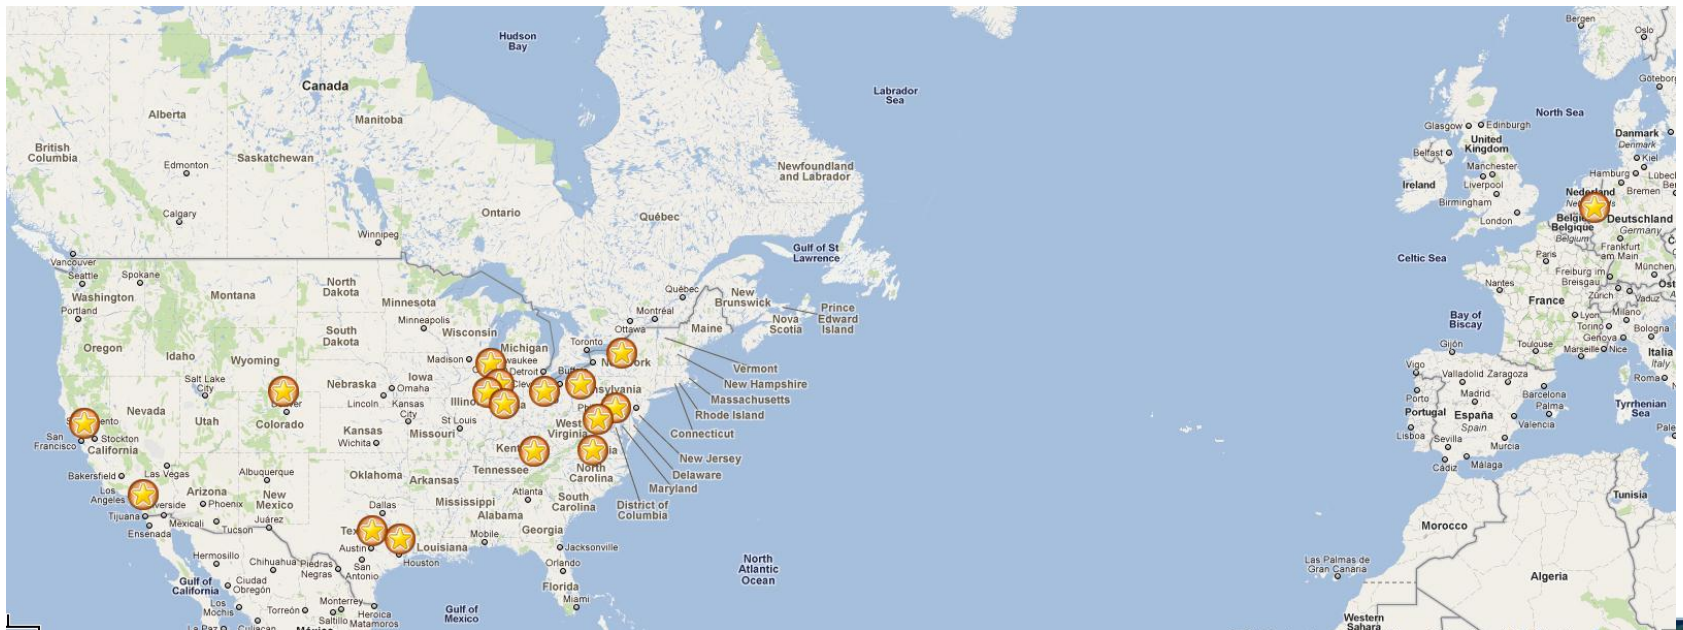 Hudson
Bay
Bergen
Oslo
Canada
Labrador
Sea
Göteborg
Alberta
Manitoba
North Sea
Glasgow
Edinburgh
Danmark
Denmark
British
Columbia
Saskatchewan
Edmonton
United
Kingdom
Belfast
Manchester
Kiel
Newfoundland
and Labrador
Hamburg
Ireland
Liverpool
Nederland
Bremen
Birmingham
Calgary
Ontario
Québec
London
Belgique
Belgium
Deutschland
Germany
Winnipeg
Gulf of St
Lawrence
Celtic Sea
Frankfurt
am Main
Paris
Vancouver
Seattle
Spokane
München
Freiburg im
Breisgau
Washington
Montana
North
Dakota
Minnesota
Québec
New
Brunswick
Prince
Edward
Island
Nantes
France
Zürich
Vaduz
Portland
Minneapolis
Montréal
Ottawa
Maine
Nova
Scotia
Bay of
Biscay
Lyon
Milano
Torino
Genova
Bologna
Oregon
Idaho
Wyoming
South
Dakota
Wisconsin
Michigan
Toronto
Gijón
Toulouse
Marseille
Nice
Italia
Italy
Madison
Detroit
Vermont
New Hampshire
Massachusetts
Rhode Island
Connecticut
Vigo
Valladolid
Zaragoza
Roma
Salt Lake
City
Nebraska
Iowa
Omaha
Lincoln
Kansas
City
Porto
Madrid
Barcelona
Palma
Tyrrhenian
Sea
Nevada
Utah
Colorado
Kansas
Missouri
St Louis
West
Virginia
Portugal
España
Spain
Valencia
San
Francisco
Stockton
California
Wichita
Lisboa
Sevilla
Murcia
New Jersey
Delaware
Maryland
District of
Columbia
Bakersfield
Las Vegas
Albuquerque
Oklahoma
Arkansas
Tennessee
North
Carolina
Cádiz
Málaga
Los
Angeles
Arizona
Phoenix
New
Mexico
Dallas
Mississippi
Atlanta
South
Carolina
Tunisia
Tijuana
Mexicali
Tucson
Juárez
Alabama
Georgia
Ensenada
Austin
Louisiana
Mobile
Jacksonville
Morocco
Hermosillo
Chihuahua
Piedras
Negras
San
Antonio
Houston
Orlando
North
Atlantic
Ocean
Las Palmas de
Gran Canaria
Algeria
Gulf of
California
Ciudad
Obregón
Florida
Los
Mochis
Torreón
Monterrey
Saltillo
Heroica
Matamoros
Gulf of
Mexico
Miami
Western
Sahara
La Paz
Culiacán
México